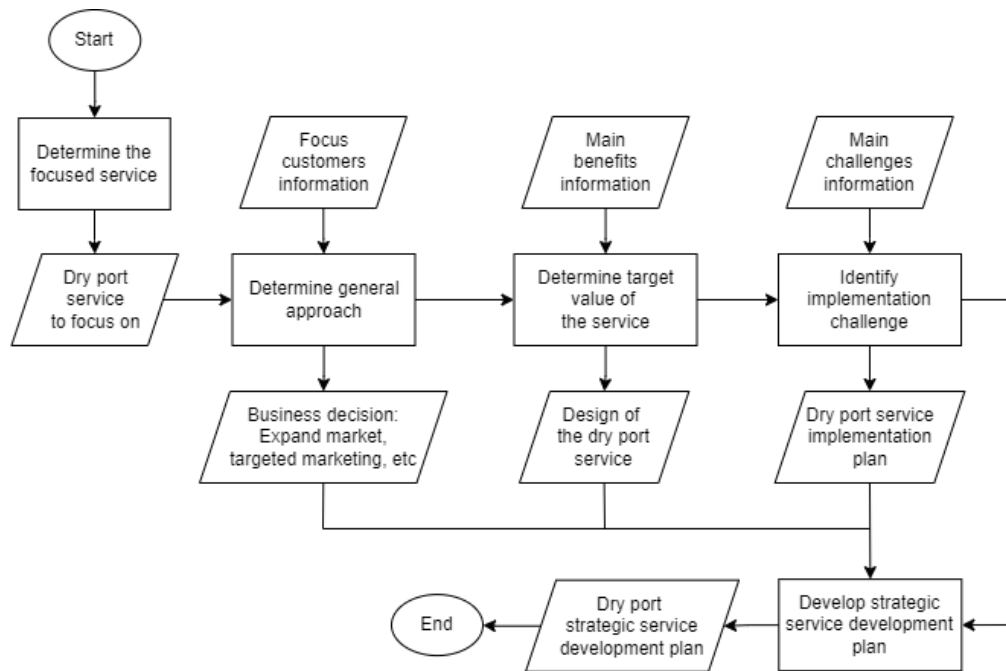 Start
Determine the
focused service
Focus
customers
information
Main
benefits
information
Main
challenges
information
Dry port
service
to focus on
Determine general
approach
Determine target
value of
the service
Identify
implementation
challenge
Business decision:
Expand market,
targeted marketing, etc
Design of
the dry port
service
Dry port service
implementation
plan
End
Dry port
strategic service
development plan
Develop strategic
service development
plan